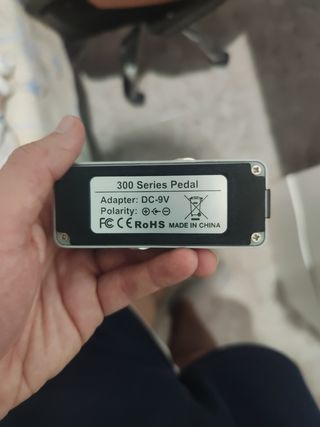 300 Series Pedal
Adapter: DC-9V
Polarity:
FC CE RoHS MADE IN CHINA